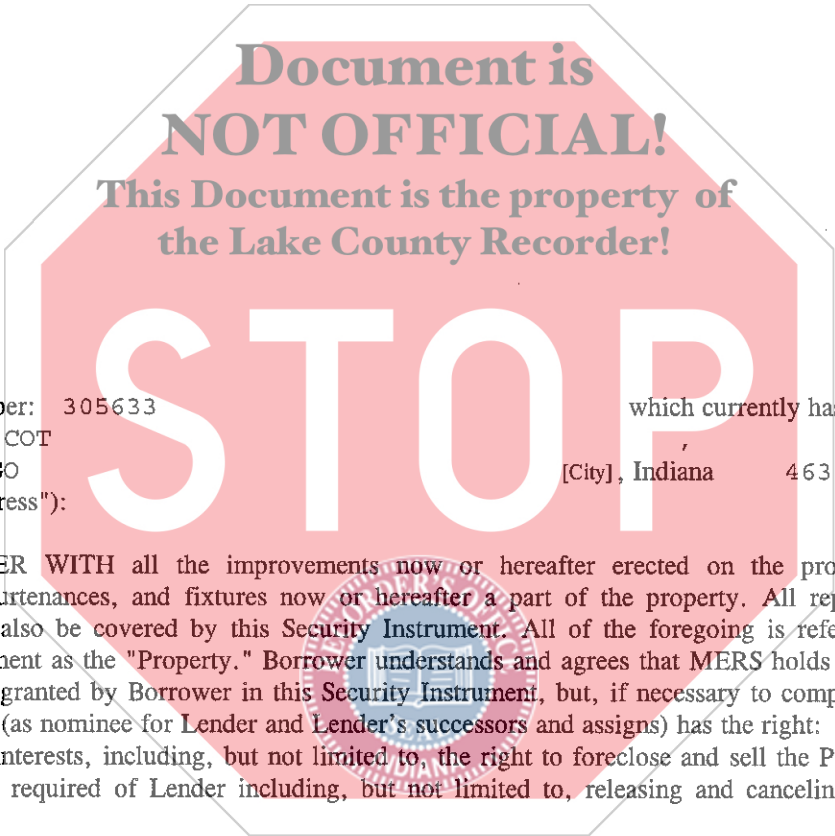 Document is
NOT OFFICIAL!
This Document is the property of
the Lake County Recorder!
STOP
per: 305633 which currently has
COT
GO [City], Indiana 463
ress"):
ER WITH all the improvements now or hereafter erected on the pro
urtenances, and fixtures now or hereafter a part of the property. All rep
also be covered by this Security Instrument. All of the foregoing is refe
ment as the "Property." Borrower understands and agrees that MERS holds
granted by Borrower in this Security Instrument, but, if necessary to comp
(as nominee for Lender and Lender's successors and assigns) has the right:
nterests, including, but not limited to, the right to foreclose and sell the P
required of Lender including, but not limited to, releasing and cancelin
INDIANA